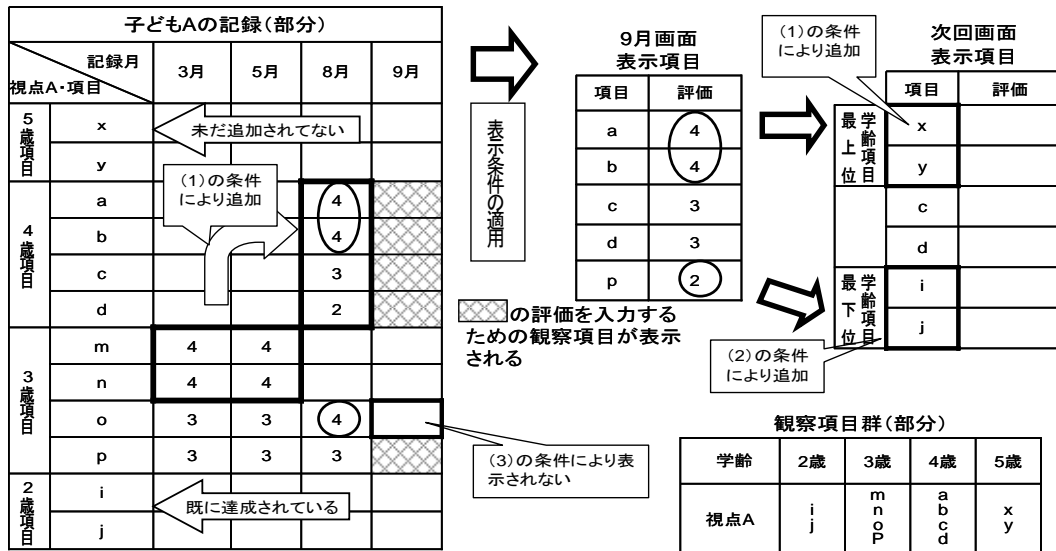 子どもAの記録(部分)
記録月
視点A・項目
3月 5月 8月 9月
5歳項目
x
未だ追加されてない
y
(1)の条件
により追加
4歳項目
a 4
b 4
c 3
d 2
3歳項目
m 4 4
n 4 4
o 3 3 4
p 3 3 3
2歳項目
i
既に達成されている
j
表示条件の適用
9月画面
表示項目
項目 評価
a 4
b 4
c 3
d 3
p 2
の評価を入力する
ための観察項目が表示
される
(3)の条件により表
示されない
(1)の条件
により追加
次回画面
表示項目
項目 評価
最上位
学齢項目
x
y
c
d
最下位
学齢項目
i
j
(2)の条件
により追加
観察項目群(部分)
学齢 2歳 3歳 4歳 5歳
視点A
i
j
m
n
o
P
a
b
c
d
x
y